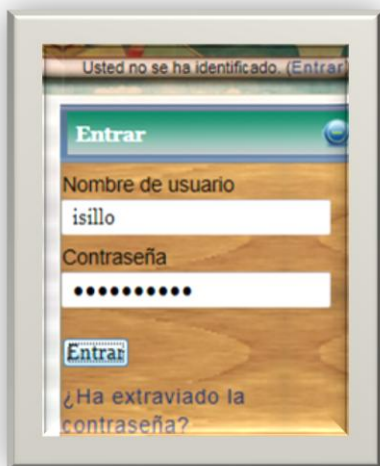 Usted no se ha identificado. (Entrar)
Entrar
Nombre de usuario
isillo
Contraseña
••••••••••
Entrar
¿Ha extraviado la
contraseña?